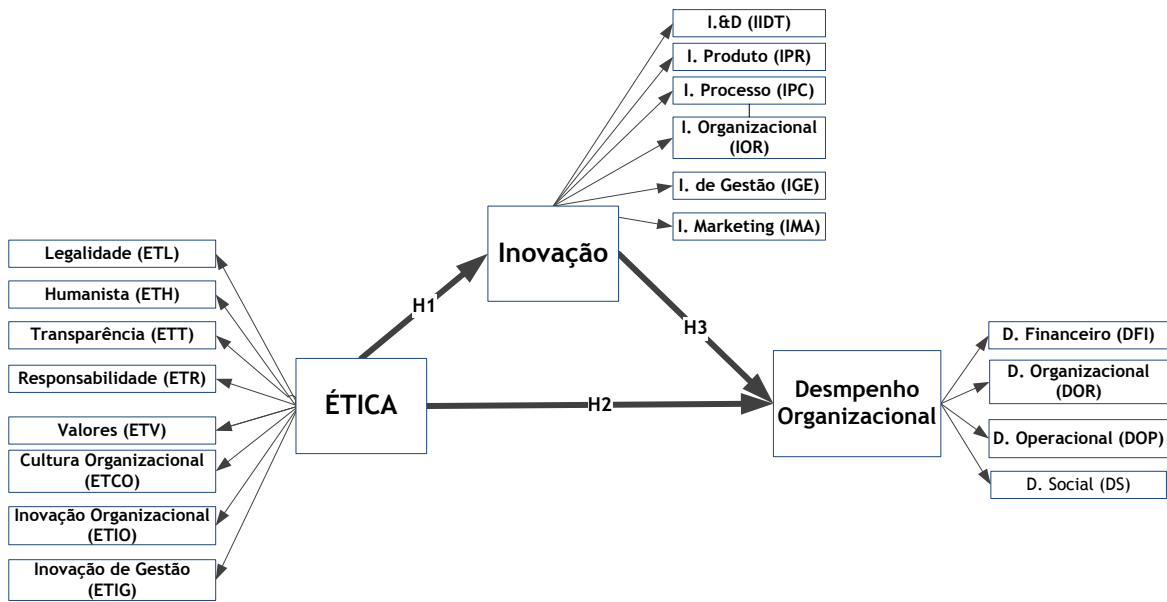 I.&D (IIDT)
I. Produto (IPR)
I. Processo (IPC)
I. Organizacional
(IOR)
I. de Gestão (IGE)
I. Marketing (IMA)
Inovação
Legalidade (ETL)
Humanista (ETH)
Transparência (ETT)
Responsabilidade (ETR)
Valores (ETV)
Cultura Organizacional
(ETCO)
Inovação Organizacional
(ETIO)
Inovação de Gestão
(ETIG)
H1
H3
ÉTICA
H2
Desmpenho
Organizacional
D. Financeiro (DFI)
D. Organizacional
(DOR)
D. Operacional (DOP)
D. Social (DS)